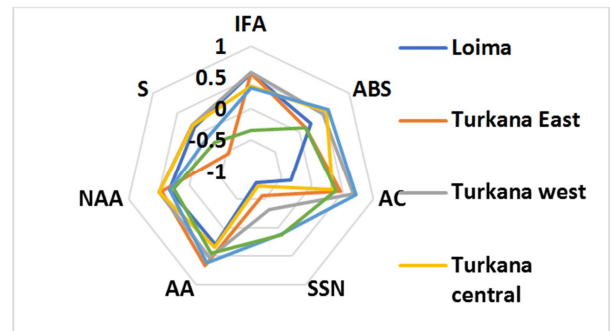 IFA
1
0.5
0
-0.5
-1
ABS
AC
SSN
AA
NAA
S
Loima
Turkana East
Turkana west
Turkana
central